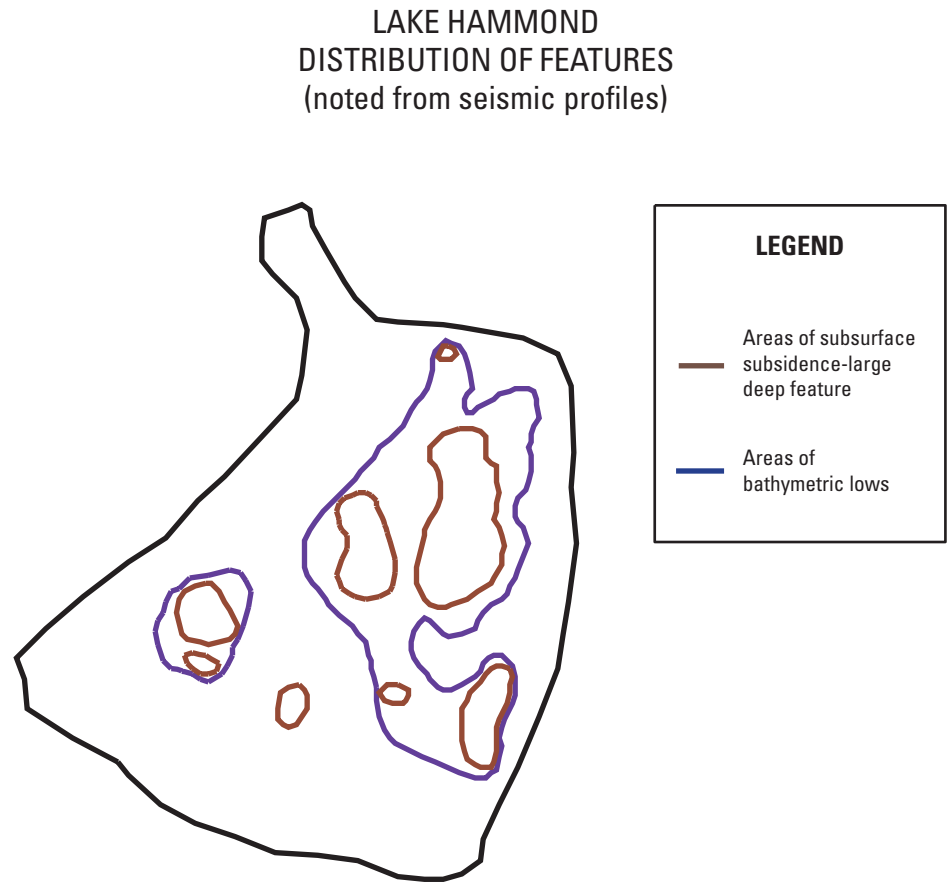 LAKE HAMMOND
DISTRIBUTION OF FEATURES
(noted from seismic profiles)
LEGEND
Areas of subsurface
subsidence-large
deep feature
Areas of
bathymetric lows